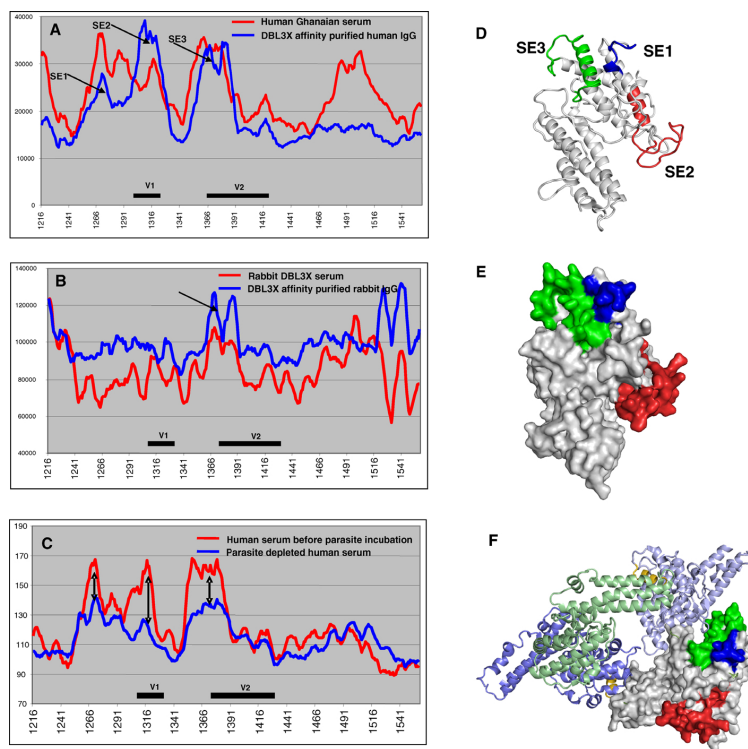 A
Human Ghanaian serum
DBL3X affinity purified human IgG
40000
30000
20000
10000
0
SE1
SE2
SE3
V1
V2
1216 1241 1266 1291 1316 1341 1366 1391 1416 1441 1466 1491 1516 1541
B
Rabbit DBL3X serum
DBL3X affinity purified rabbit IgG
140000
120000
100000
80000
60000
40000
V1
V2
1216 1241 1266 1291 1316 1341 1366 1391 1416 1441 1466 1491 1516 1541
C
Human serum before parasite incubation
Parasite depleted human serum
190
170
150
130
110
90
70
V1
V2
1216 1241 1266 1291 1316 1341 1366 1391 1416 1441 1466 1491 1516 1541
D
SE3
SE1
SE2
E
F